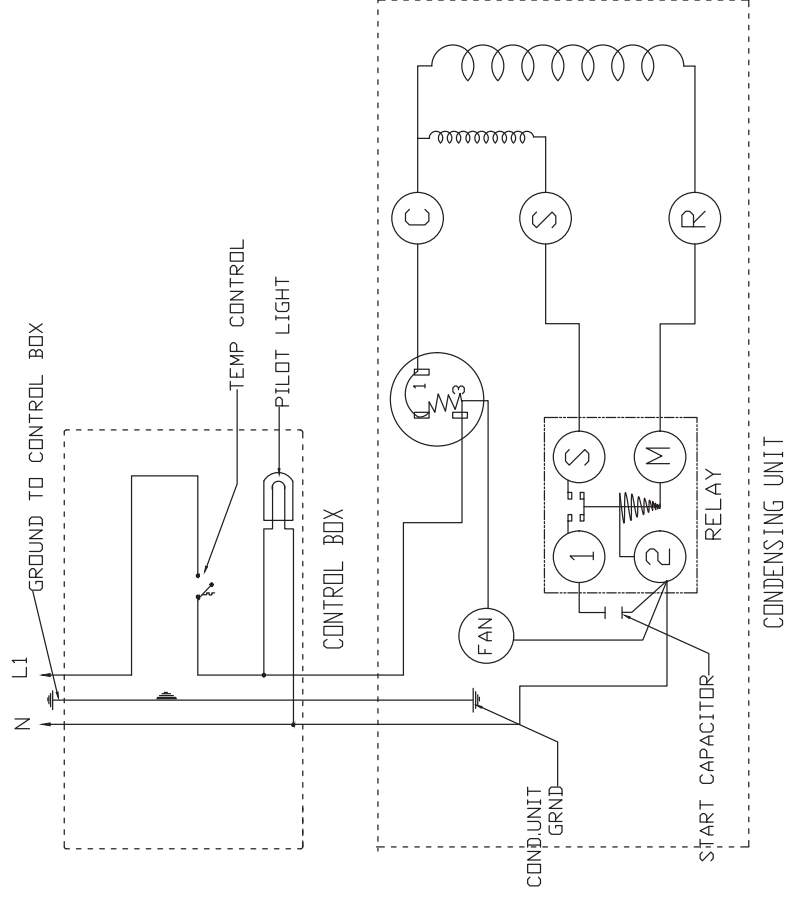 GROUND TO CONTROL BOX
L1
N
TEMP CONTROL
PILOT LIGHT
CONTROL BOX
C
S
R
1
3
FAN
S
M
1
2
RELAY
CONDENSING UNIT
COND.UNIT
GRND
START CAPACITOR